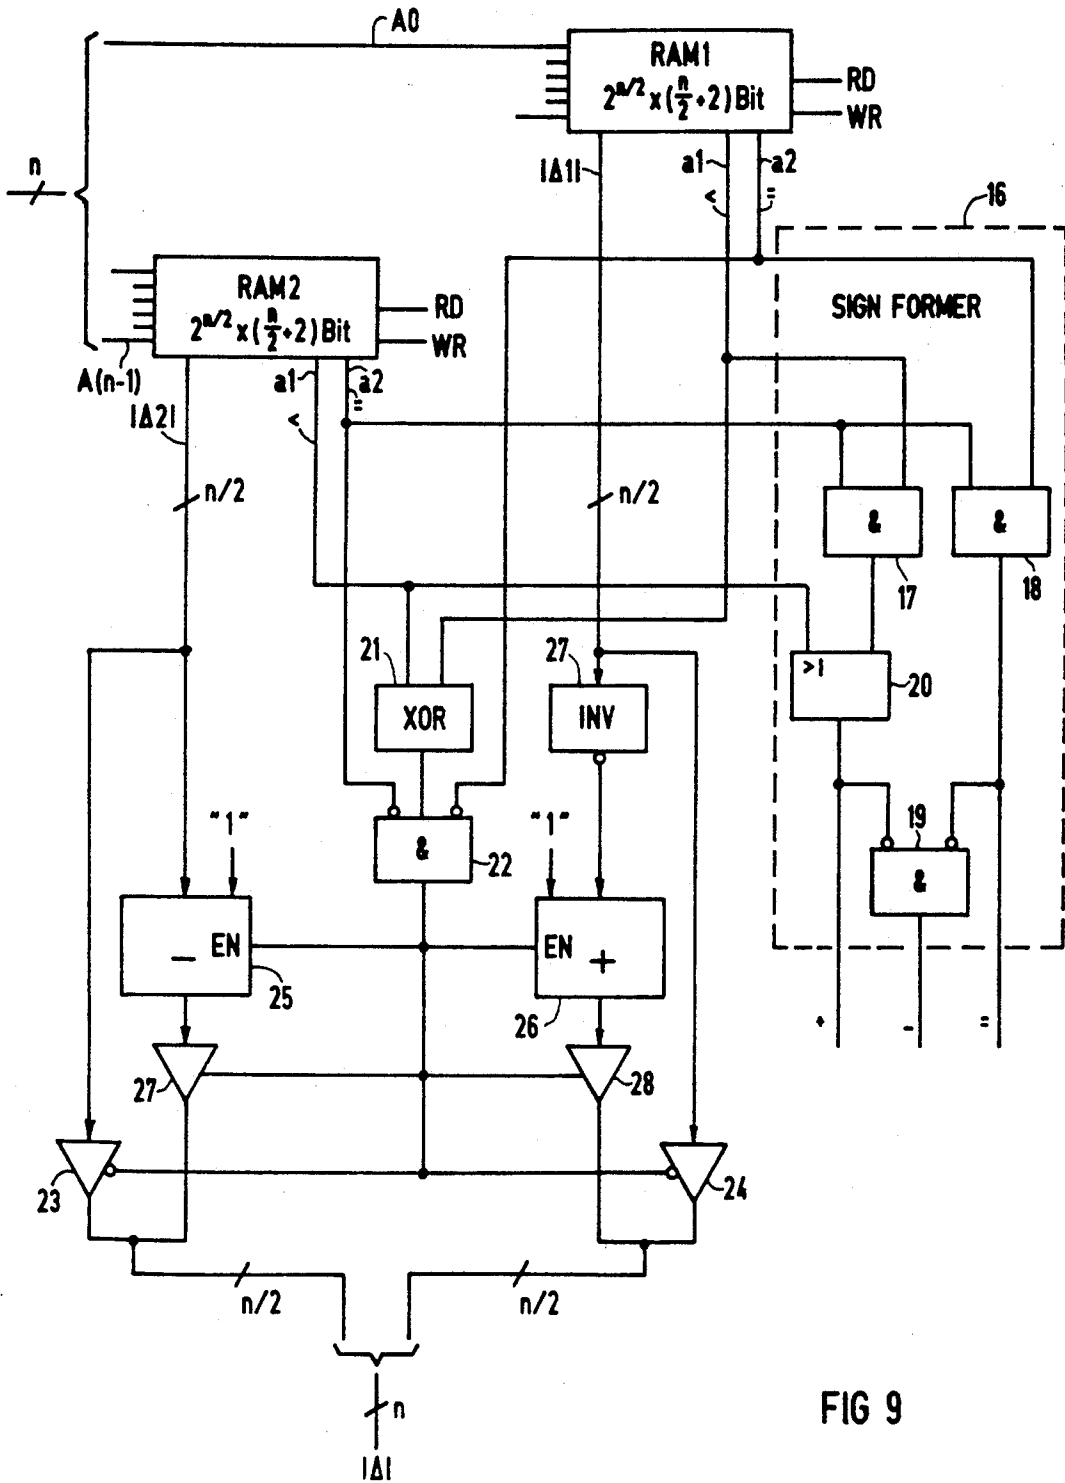 A0
RAM1
2^n/2 x (n/2 + 2) Bit
RD
WR
n
|Δ1|
a1
a2
<
=
16
RAM2
2^n/2 x (n/2 + 2) Bit
RD
WR
SIGN FORMER
A(n-1)
|Δ2|
a1
a2
<
=
n/2
n/2
&
&
17
18
21
27
XOR
INV
>1
20
"1"
"1"
19
&
22
&
EN
−
25
EN
+
26
+
−
=
27
28
23
24
n/2
n/2
n
|Δ|
FIG 9